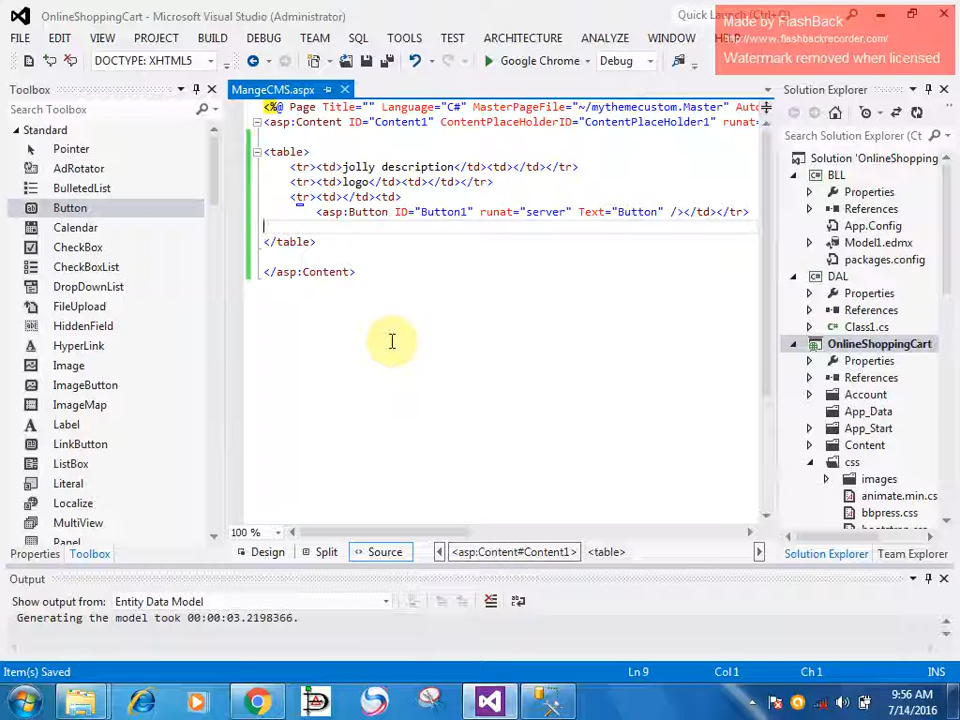 OnlineShoppingCart - Microsoft Visual Studio (Administrator)
Quick Launch (Ctrl+Q)
Made by FlashBack
http://www.flashbackrecorder.com/
Watermark removed when licensed
FILE EDIT VIEW PROJECT BUILD DEBUG TEAM SQL TOOLS TEST ARCHITECTURE ANALYZE WINDOW HELP
DOCTYPE: XHTML5 Google Chrome Debug
Toolbox
Search Toolbox
Standard
Pointer
AdRotator
BulletedList
Button
Calendar
CheckBox
CheckBoxList
DropDownList
FileUpload
HiddenField
HyperLink
Image
ImageButton
ImageMap
Label
LinkButton
ListBox
Literal
Localize
MultiView
Panel
Properties Toolbox
MangeCMS.aspx
<%@ Page Title="" Language="C#" MasterPageFile="~/mythemecustom.Master" Auto
<asp:Content ID="Content1" ContentPlaceHolderID="ContentPlaceHolder1" runat=
<table>
<tr><td>jolly description</td><td></td></tr>
<tr><td>logo</td><td></td></tr>
<tr><td></td><td>
<asp:Button ID="Button1" runat="server" Text="Button" /></td></tr>
</table>
</asp:Content>
100 %
Design Split Source <asp:Content#Content1> <table>
Solution Explorer
Search Solution Explorer (Ct
Solution 'OnlineShopping
BLL
Properties
References
App.Config
Model1.edmx
packages.config
DAL
Properties
References
Class1.cs
OnlineShoppingCart
Properties
References
Account
App_Data
App_Start
Content
css
images
animate.min.cs
bbpress.css
Solution Explorer Team Explorer
Output
Show output from: Entity Data Model
Generating the model took 00:00:03.2198366.
Item(s) Saved Ln 9 Col 1 Ch 1 INS
9:56 AM
7/14/2016